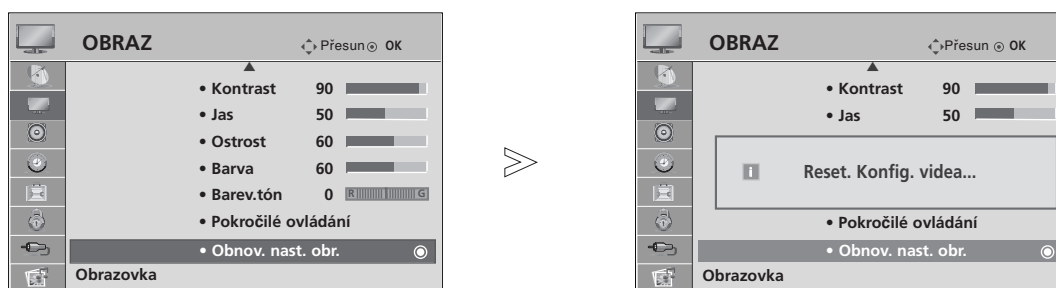 OBRAZ Přesun OK
• Kontrast 90
• Jas 50
• Ostrost 60
• Barva 60
• Barev.tón 0 R G
• Pokročilé ovládání
• Obnov. nast. obr.
Obrazovka
OBRAZ Přesun OK
• Kontrast 90
• Jas 50
i Reset. Konfig. videa...
• Pokročilé ovládání
• Obnov. nast. obr.
Obrazovka